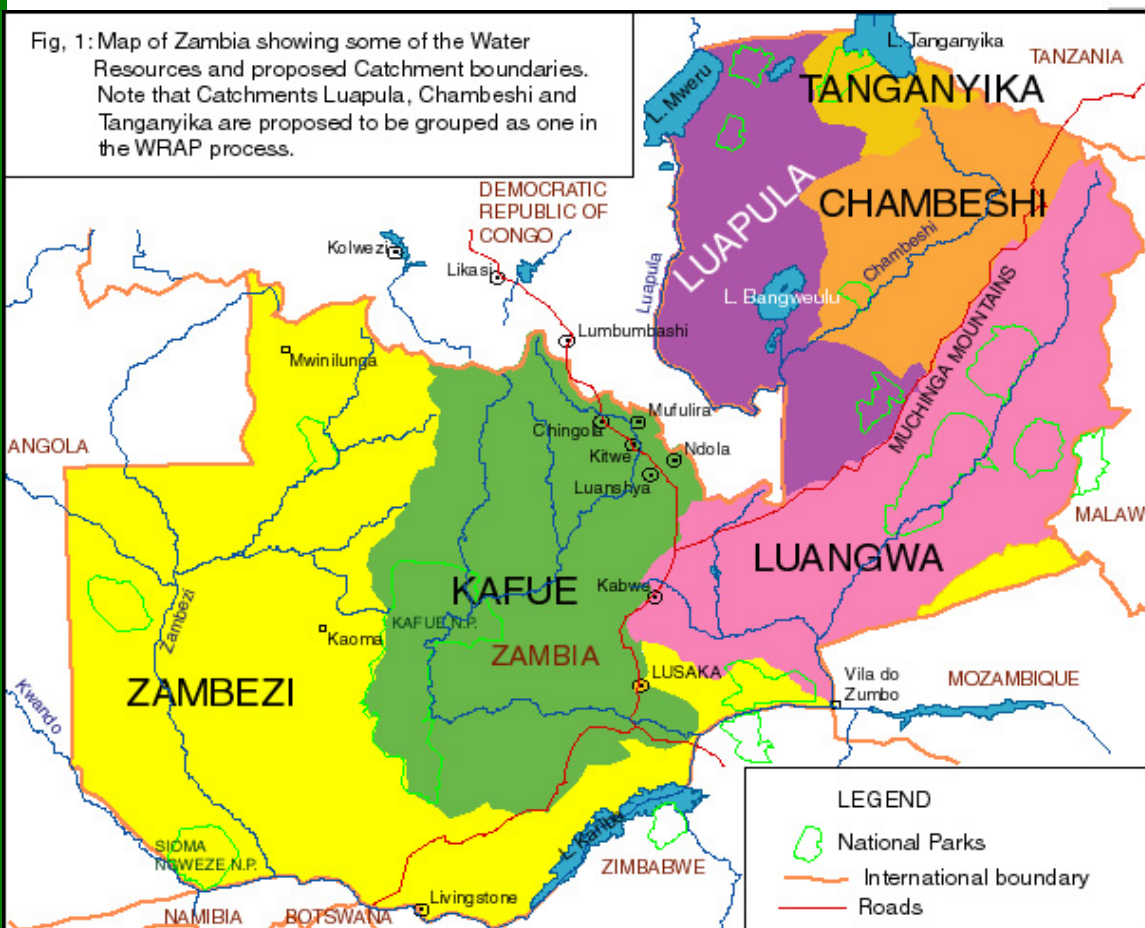 Fig, 1: Map of Zambia showing some of the Water
Resources and proposed Catchment boundaries.
Note that Catchments Luapula, Chambeshi and
Tanganyika are proposed to be grouped as one in
the WRAP process.
L. Tanganyika
TANZANIA
L. Mweru
TANGANYIKA
DEMOCRATIC
REPUBLIC OF
CONGO
LUAPULA
CHAMBESHI
Kolwezi
Likasi
Luapula
Chambeshi
L. Bangweulu
Lumbumbashi
Mwinilunga
MUCHINGA MOUNTAINS
Chingola
Mufulira
Kitwe
Ndola
Luanshya
ANGOLA
MALAW
LUANGWA
KAFUE
Kabwe
Zambezi
KAFUE N.P.
Kaoma
ZAMBIA
LUSAKA
Kwando
ZAMBEZI
Vila do
Zumbo
MOZAMBIQUE
L. Kariba
SIOMA
NGWEZE N.P.
ZIMBABWE
Livingstone
NAMIBIA
BOTSWANA
LEGEND
National Parks
International boundary
Roads